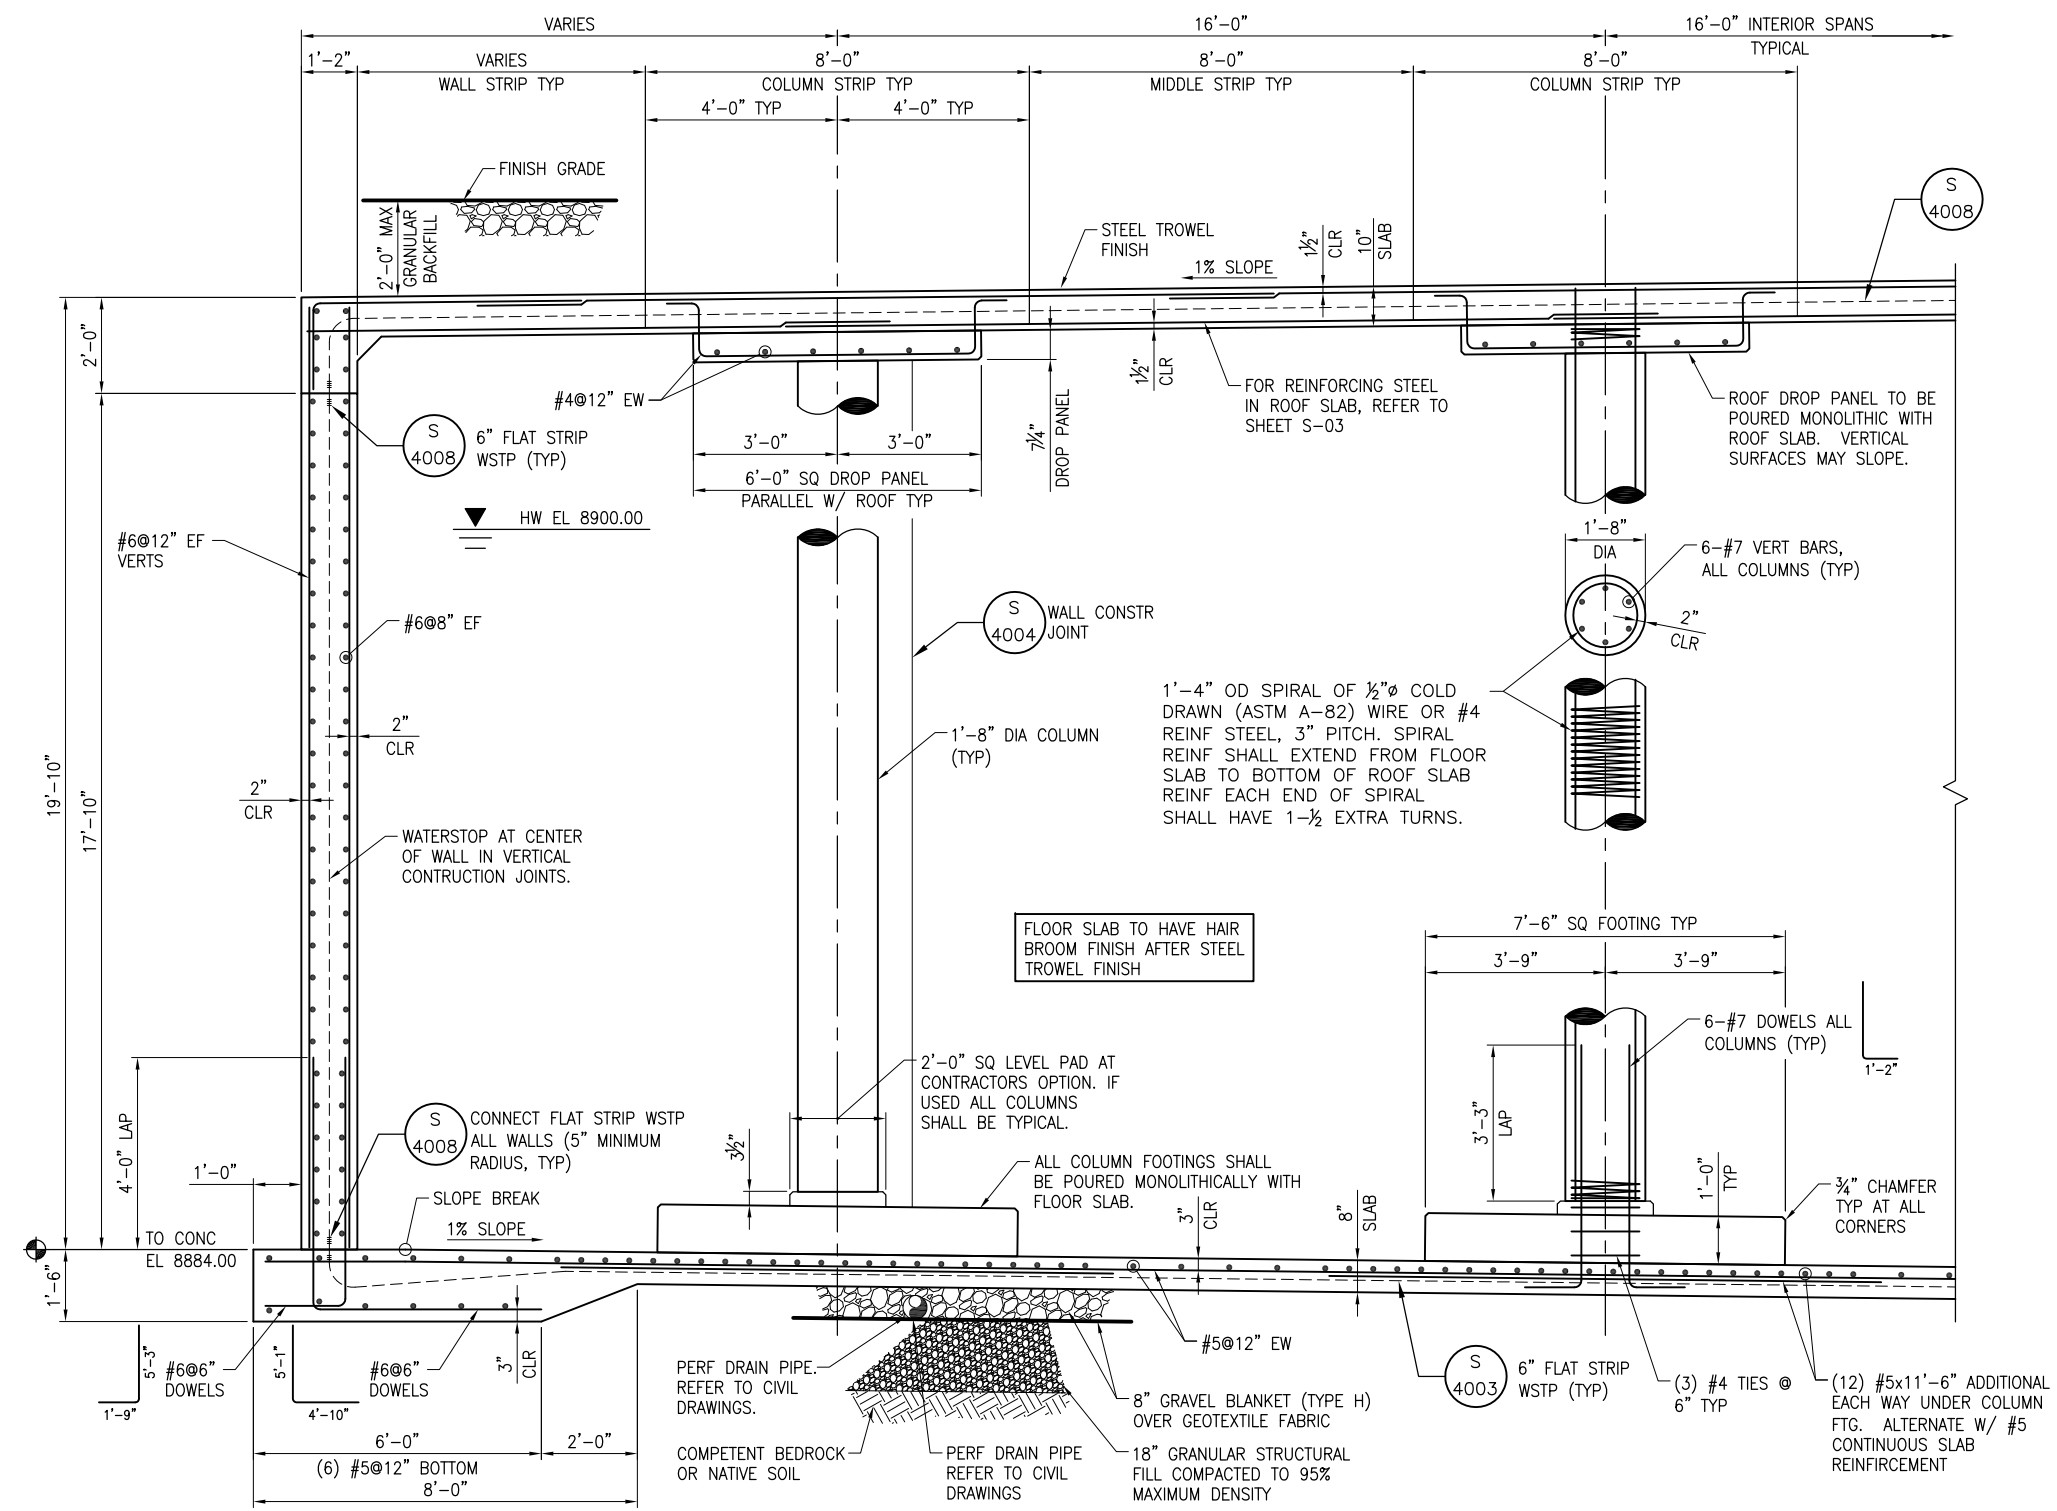 VARIES
16'-0"
16'-0" INTERIOR SPANS
TYPICAL
1'-2"
VARIES
WALL STRIP TYP
8'-0"
COLUMN STRIP TYP
8'-0"
MIDDLE STRIP TYP
8'-0"
COLUMN STRIP TYP
4'-0" TYP
4'-0" TYP
FINISH GRADE
2'-0" MAX
GRANULAR
BACKFILL
STEEL TROWEL
FINISH
1% SLOPE
1½"
CLR
10"
SLAB
S
4008
2'-0"
#4@12" EW
3'-0"
3'-0"
6'-0" SQ DROP PANEL
PARALLEL W/ ROOF TYP
7¼"
DROP PANEL
1½"
CLR
FOR REINFORCING STEEL
IN ROOF SLAB, REFER TO
SHEET S-03
ROOF DROP PANEL TO BE
POURED MONOLITHIC WITH
ROOF SLAB.  VERTICAL
SURFACES MAY SLOPE.
S
4008
6" FLAT STRIP
WSTP (TYP)
HW EL 8900.00
#6@12" EF
VERTS
#6@8" EF
S
4004
WALL CONSTR
JOINT
1'-8"
DIA
6-#7 VERT BARS,
ALL COLUMNS (TYP)
2"
CLR
1'-4" OD SPIRAL OF ½"ø COLD
DRAWN (ASTM A-82) WIRE OR #4
REINF STEEL, 3" PITCH. SPIRAL
REINF SHALL EXTEND FROM FLOOR
SLAB TO BOTTOM OF ROOF SLAB
REINF EACH END OF SPIRAL
SHALL HAVE 1-½ EXTRA TURNS.
1'-8" DIA COLUMN
(TYP)
2"
CLR
2"
CLR
19'-10"
17'-10"
WATERSTOP AT CENTER
OF WALL IN VERTICAL
CONTRUCTION JOINTS.
FLOOR SLAB TO HAVE HAIR
BROOM FINISH AFTER STEEL
TROWEL FINISH
7'-6" SQ FOOTING TYP
3'-9"
3'-9"
6-#7 DOWELS ALL
COLUMNS (TYP)
1'-2"
3'-3"
LAP
1'-0"
TYP
¾" CHAMFER
TYP AT ALL
CORNERS
2'-0" SQ LEVEL PAD AT
CONTRACTORS OPTION. IF
USED ALL COLUMNS
SHALL BE TYPICAL.
3½"
ALL COLUMN FOOTINGS SHALL
BE POURED MONOLITHICALLY WITH
FLOOR SLAB.
3"
CLR
8"
SLAB
4'-0" LAP
1'-0"
S
4008
CONNECT FLAT STRIP WSTP
ALL WALLS (5" MINIMUM
RADIUS, TYP)
SLOPE BREAK
1% SLOPE
TO CONC
EL 8884.00
1'-6"
5'-3"
1'-9"
#6@6"
DOWELS
5'-1"
4'-10"
#6@6"
DOWELS
3"
CLR
6'-0"
2'-0"
(6) #5@12" BOTTOM
8'-0"
PERF DRAIN PIPE.
REFER TO CIVIL
DRAWINGS.
COMPETENT BEDROCK
OR NATIVE SOIL
PERF DRAIN PIPE
REFER TO CIVIL
DRAWINGS
#5@12" EW
8" GRAVEL BLANKET (TYPE H)
OVER GEOTEXTILE FABRIC
18" GRANULAR STRUCTURAL
FILL COMPACTED TO 95%
MAXIMUM DENSITY
S
4003
6" FLAT STRIP
WSTP (TYP)
(3) #4 TIES @
6" TYP
(12) #5x11'-6" ADDITIONAL
EACH WAY UNDER COLUMN
FTG.  ALTERNATE W/ #5
CONTINUOUS SLAB
REINFIRCEMENT